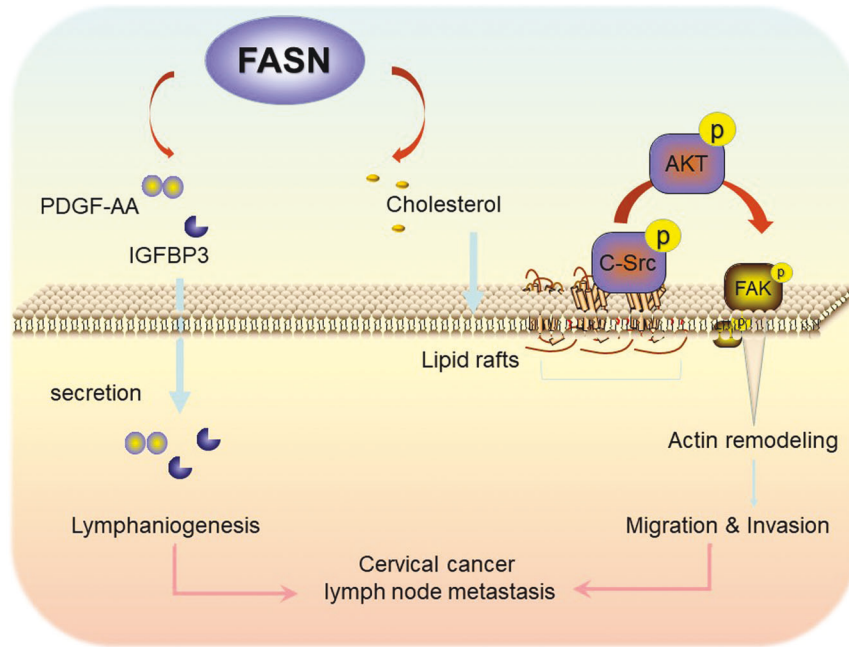 FASN
p
AKT
PDGF-AA
Cholesterol
p
IGFBP3
C-Src
p
FAK
Lipid rafts
secretion
Actin remodeling
Lymphaniogenesis
Migration & Invasion
Cervical cancer
lymph node metastasis